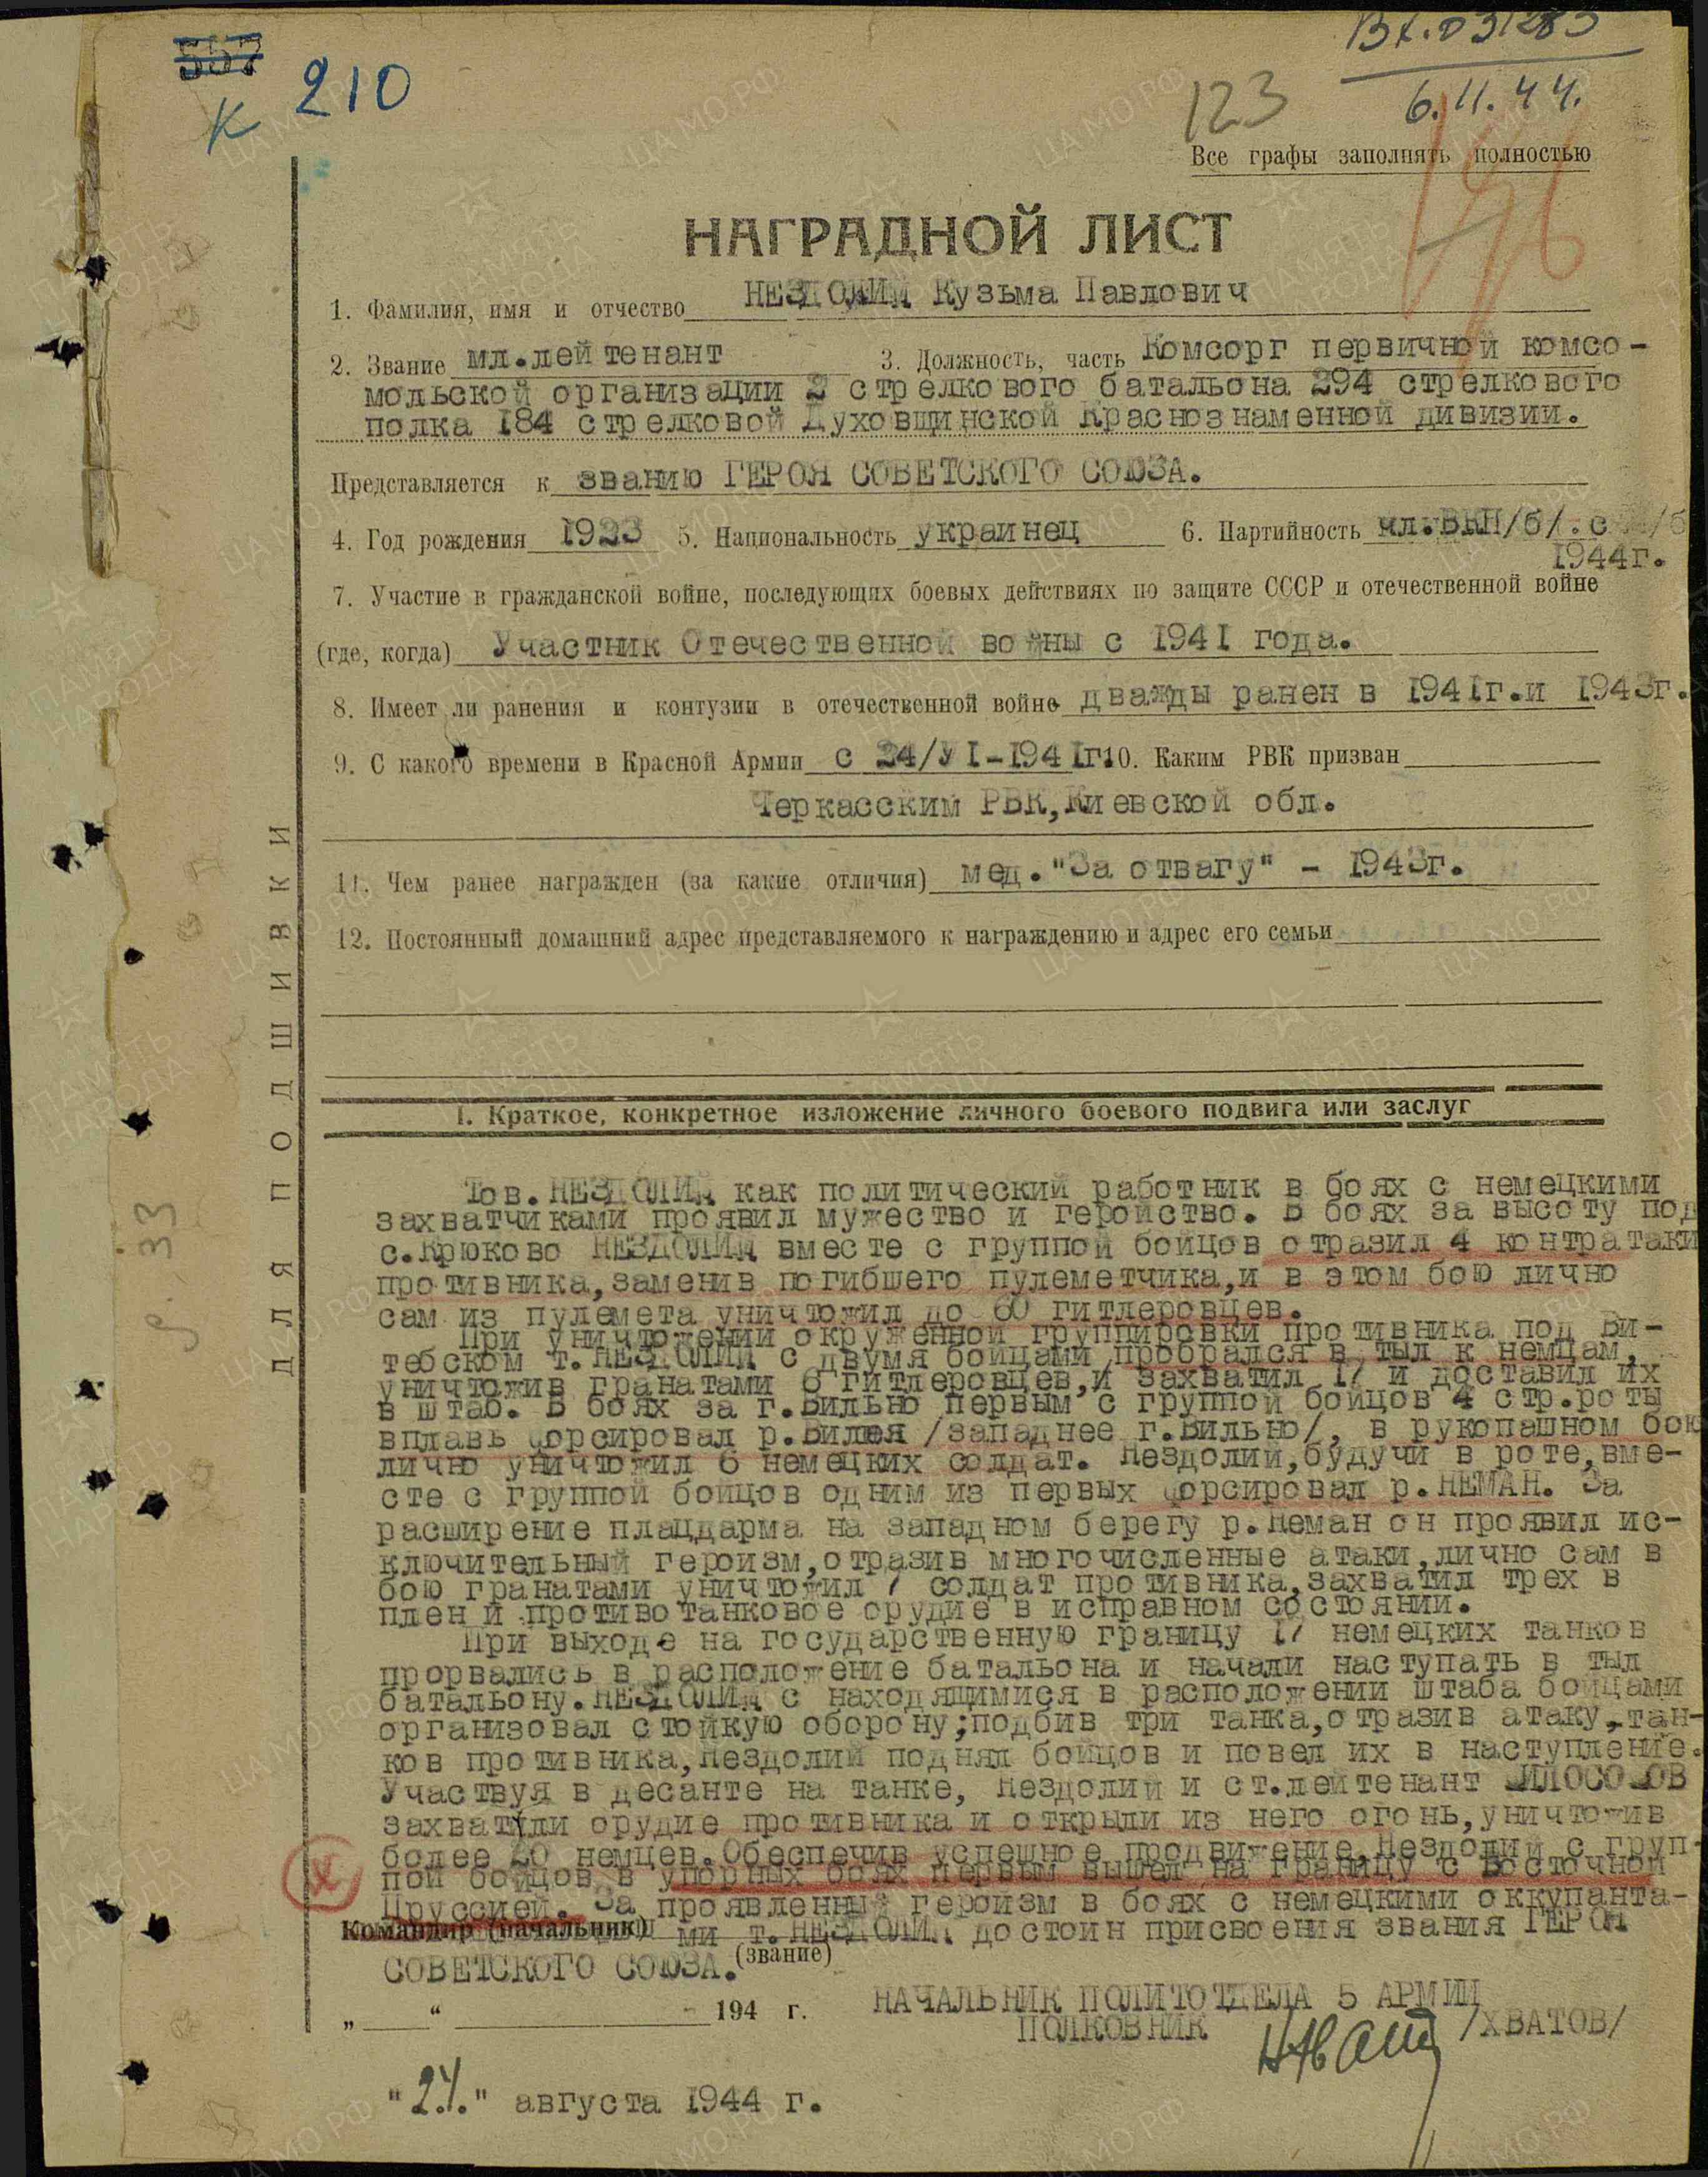 557
К 210
Вх. 031283
6.11.44.
123
Все графы заполнять полностью
НАГРАДНОЙ ЛИСТ
1. Фамилия, имя и отчество НЕЗДОЛИЙ Кузьма Павлович
2. Звание мл.лейтенант 3. Должность, часть Комсорг первичной комсо-
мольской организации 2 стрелкового батальона 294 стрелкового
полка 184 стрелковой Духовщинской Краснознаменной дивизии.
Представляется к званию ГЕРОЯ СОВЕТСКОГО СОЮЗА.
4. Год рождения 1923 5. Национальность украинец 6. Партийность чл.ВКП/б/.с
1944г.
7. Участие в гражданской войне, последующих боевых действиях по защите СССР и отечественной войне
(где, когда) Участник Отечественной войны с 1941 года.
8. Имеет ли ранения и контузии в отечественной войне дважды ранен в 1941г.и 1943г.
9. С какого времени в Красной Армии с 24/УІ-1941г. 10. Каким РВК призван
Черкасским РВК,Киевской обл.
11. Чем ранее награжден (за какие отличия) мед."За отвагу" - 1943г.
12. Постоянный домашний адрес представляемого к награждению и адрес его семьи
ДЛЯ ПОДШИВКИ
I. Краткое, конкретное изложение личного боевого подвига или заслуг
Тов.НЕЗДОЛИЙ как политический работник в боях с немецкими
захватчиками проявил мужество и геройство. В боях за высоту под
с.Крюково НЕЗДОЛИЙ вместе с группой бойцов отразил 4 контратаки
противника,заменив погибшего пулеметчика,и в этом бою лично
сам из пулемета уничтожил до 60 гитлеровцев.
При уничтожении окруженной группировки противника под Ви-
тебском т.НЕЗДОЛИЙ с двумя бойцами пробрался в тыл к немцам,
уничтожив гранатами 6 гитлеровцев,и захватил 17 и доставил их
в штаб. В боях за г.Вильно первым с группой бойцов 4 стр.роты
вплавь форсировал р.Вилея /западнее г.Вильно/, в рукопашном бою
лично уничтожил 6 немецких солдат. Нездолий,будучи в роте,вме-
сте с группой бойцов одним из первых форсировал р.НЕМАН. За
расширение плацдарма на западном берегу р.Неман он проявил ис-
ключительный героизм,отразив многочисленные атаки,лично сам в
бою гранатами уничтожил 7 солдат противника,захватил трех в
плен и противотанковое орудие в исправном состоянии.
При выходе на государственную границу 17 немецких танков
прорвались в расположение батальона и начали наступать в тыл
батальону.НЕЗДОЛИЙ с находящимися в расположении штаба бойцами
организовал стойкую оборону;подбив три танка,отразив атаку тан-
ков противника,Нездолий поднял бойцов и повел их в наступление.
Участвуя в десанте на танке, Нездолий и ст.лейтенант ФИЛОСОФОВ
захватили орудие противника и открыли из него огонь,уничтожив
более 20 немцев.Обеспечив успешное продвижение,Нездолий с груп-
пой бойцов в упорных боях первым вышел на границу с Восточной
Пруссией. За проявленный героизм в боях с немецкими оккупанта-
Командир (начальник) ми т.НЕЗДОЛИЙ достоин присвоения звания ГЕРОЯ
СОВЕТСКОГО СОЮЗА. (звание)
„ “ 194 г.
НАЧАЛЬНИК ПОЛИТОТДЕЛА 5 АРМИИ
ПОЛКОВНИК /ХВАТОВ/
"24." августа 1944 г.